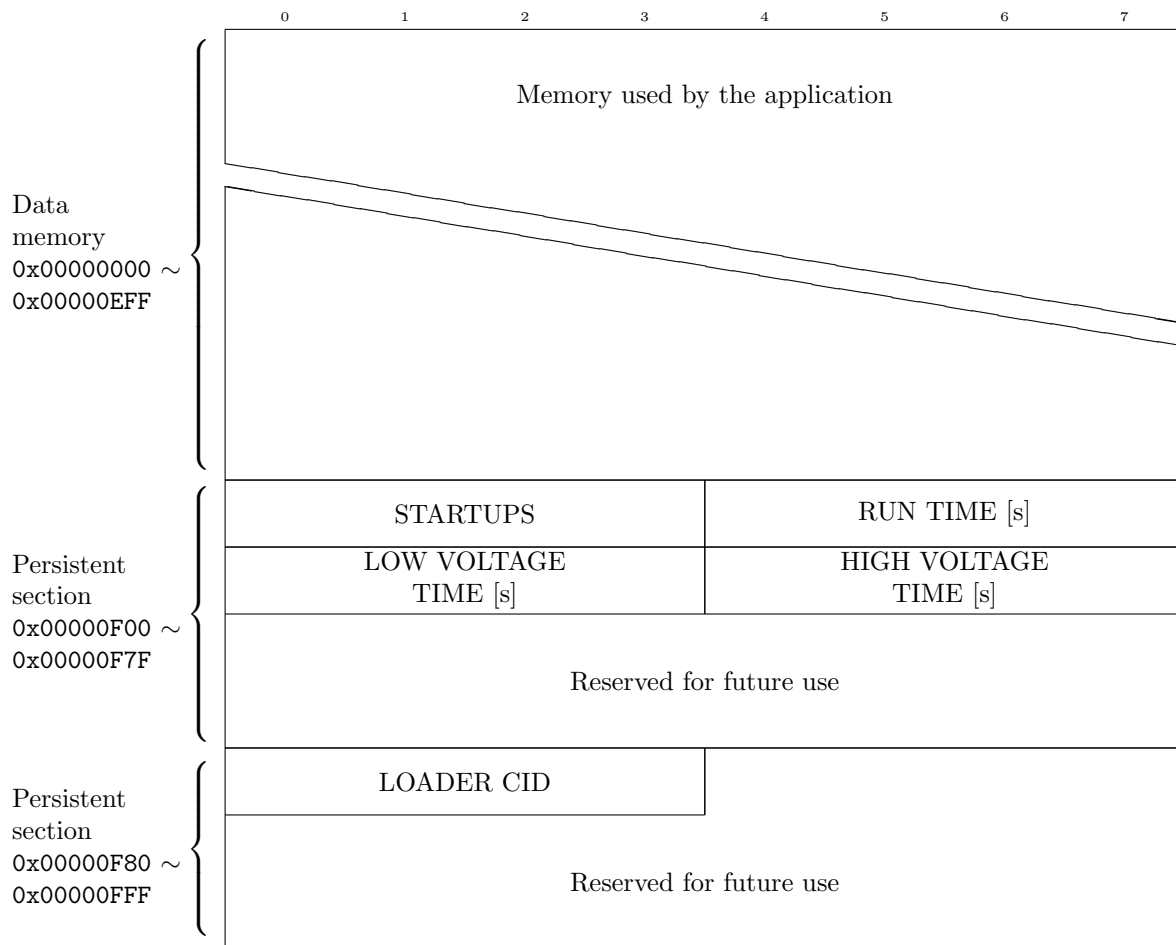 0 1 2 3 4 5 6 7
Memory used by the application
Data
memory
0x00000000 ∼
0x00000EFF
STARTUPS
RUN TIME [s]
LOW VOLTAGE
TIME [s]
HIGH VOLTAGE
TIME [s]
Persistent
section
0x00000F00 ∼
0x00000F7F
Reserved for future use
LOADER CID
Persistent
section
0x00000F80 ∼
0x00000FFF
Reserved for future use